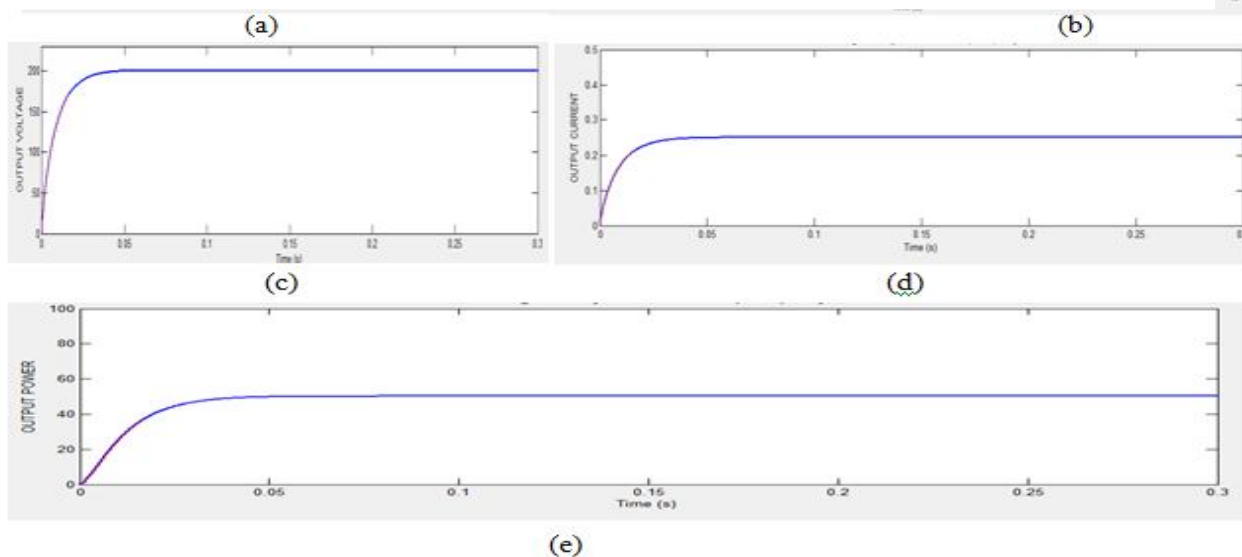 (a)
(b)
OUTPUT VOLTAGE
200
150
100
50
0
0 0.05 0.1 0.15 0.2 0.25 0.3
Time (s)
OUTPUT CURRENT
0.5
0.4
0.3
0.2
0.1
0
0 0.05 0.1 0.15 0.2 0.25 0.3
Time (s)
(c)
(d)
OUTPUT POWER
100
80
60
40
20
0
0 0.05 0.1 0.15 0.2 0.25 0.3
Time (s)
(e)